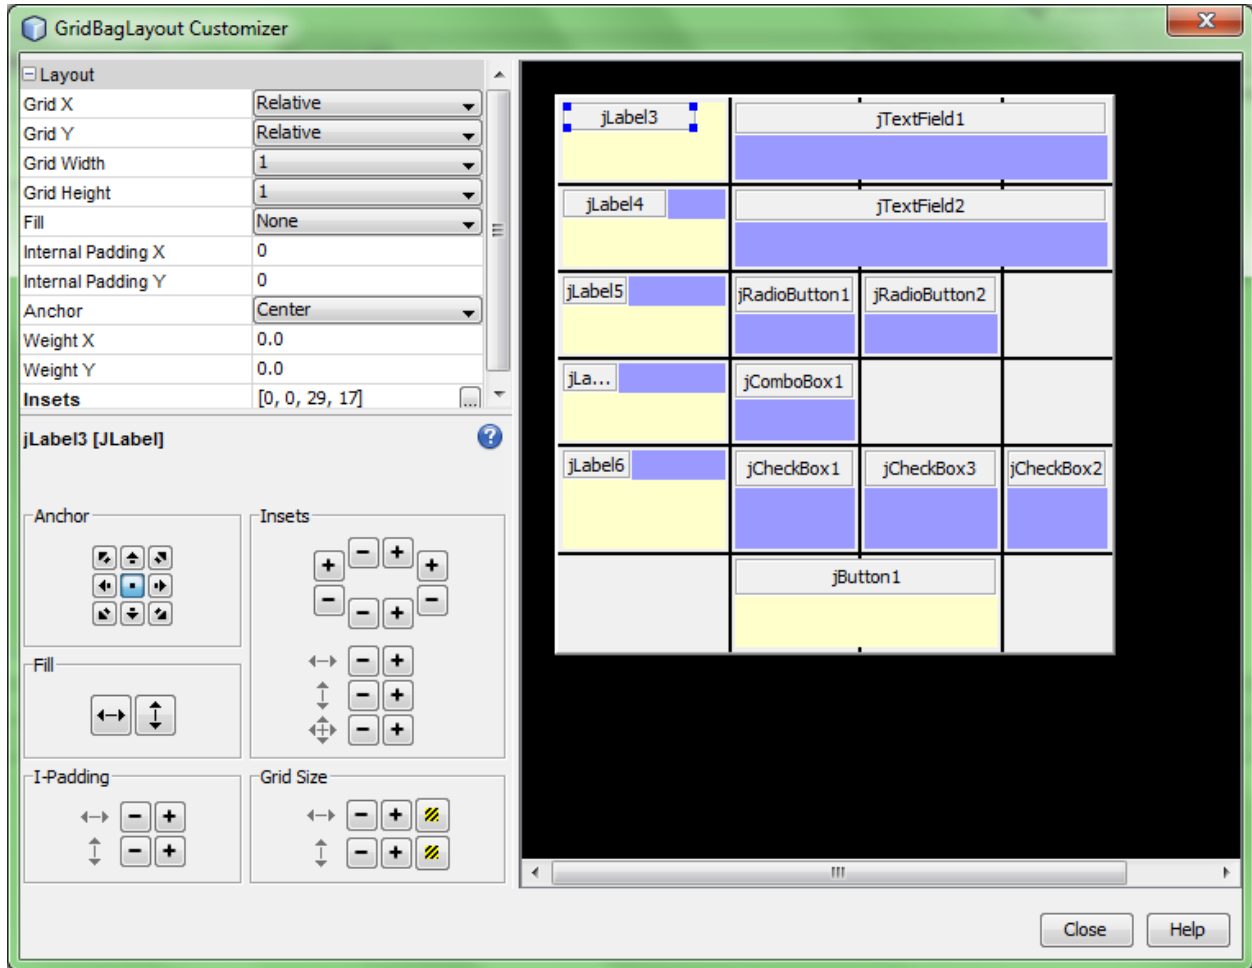 GridBagLayout Customizer
Layout
Grid X Relative
Grid Y Relative
Grid Width 1
Grid Height 1
Fill None
Internal Padding X 0
Internal Padding Y 0
Anchor Center
Weight X 0.0
Weight Y 0.0
Insets [0, 0, 29, 17] ...
jLabel3 [JLabel]
Anchor
Insets
Fill
I-Padding
Grid Size
jLabel3 jTextField1
jLabel4 jTextField2
jLabel5 jRadioButton1 jRadioButton2
jLa... jComboBox1
jLabel6 jCheckBox1 jCheckBox3 jCheckBox2
jButton1
Close Help